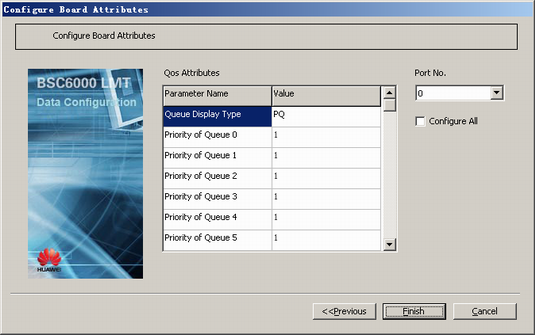 Configure Board Attributes
Configure Board Attributes
BSC6000 LMT
Data Configuration
HUAWEI
Qos Attributes
Parameter Name Value
Queue Display Type PQ
Priority of Queue 0 1
Priority of Queue 1 1
Priority of Queue 2 1
Priority of Queue 3 1
Priority of Queue 4 1
Priority of Queue 5 1
Port No.
0
Configure All
<<Previous Finish Cancel